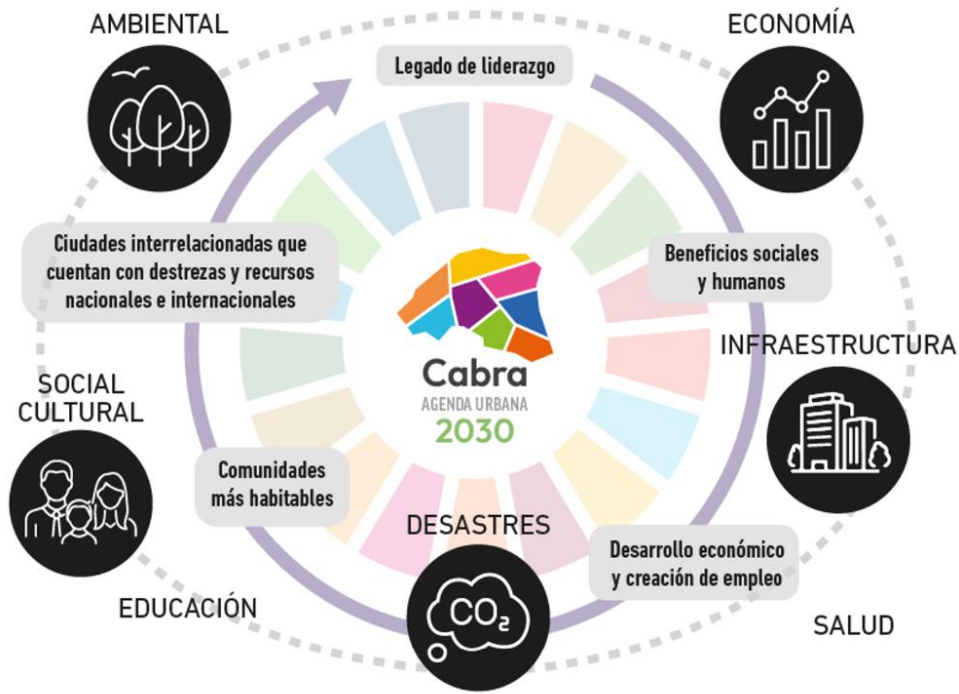 AMBIENTAL
ECONOMÍA
Legado de liderazgo
Ciudades interrelacionadas que
cuentan con destrezas y recursos
nacionales e internacionales
Beneficios sociales
y humanos
Cabra
AGENDA URBANA
2030
INFRAESTRUCTURA
SOCIAL
CULTURAL
Comunidades
más habitables
DESASTRES
CO₂
Desarrollo económico
y creación de empleo
EDUCACIÓN
SALUD